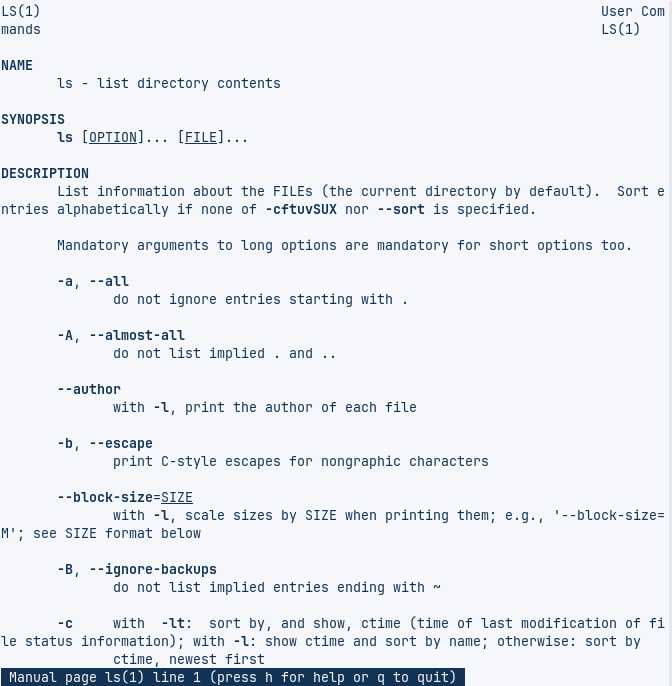 LS(1)                                                                      User Com
mands                                                                      LS(1)

NAME
       ls - list directory contents

SYNOPSIS
       ls [OPTION]... [FILE]...

DESCRIPTION
       List information about the FILEs (the current directory by default).  Sort e
ntries alphabetically if none of -cftuvSUX nor --sort is specified.

       Mandatory arguments to long options are mandatory for short options too.

       -a, --all
              do not ignore entries starting with .

       -A, --almost-all
              do not list implied . and ..

       --author
              with -l, print the author of each file

       -b, --escape
              print C-style escapes for nongraphic characters

       --block-size=SIZE
              with -l, scale sizes by SIZE when printing them; e.g., '--block-size=
M'; see SIZE format below

       -B, --ignore-backups
              do not list implied entries ending with ~

       -c     with  -lt:  sort by, and show, ctime (time of last modification of fi
le status information); with -l: show ctime and sort by name; otherwise: sort by
              ctime, newest first
 Manual page ls(1) line 1 (press h for help or q to quit)